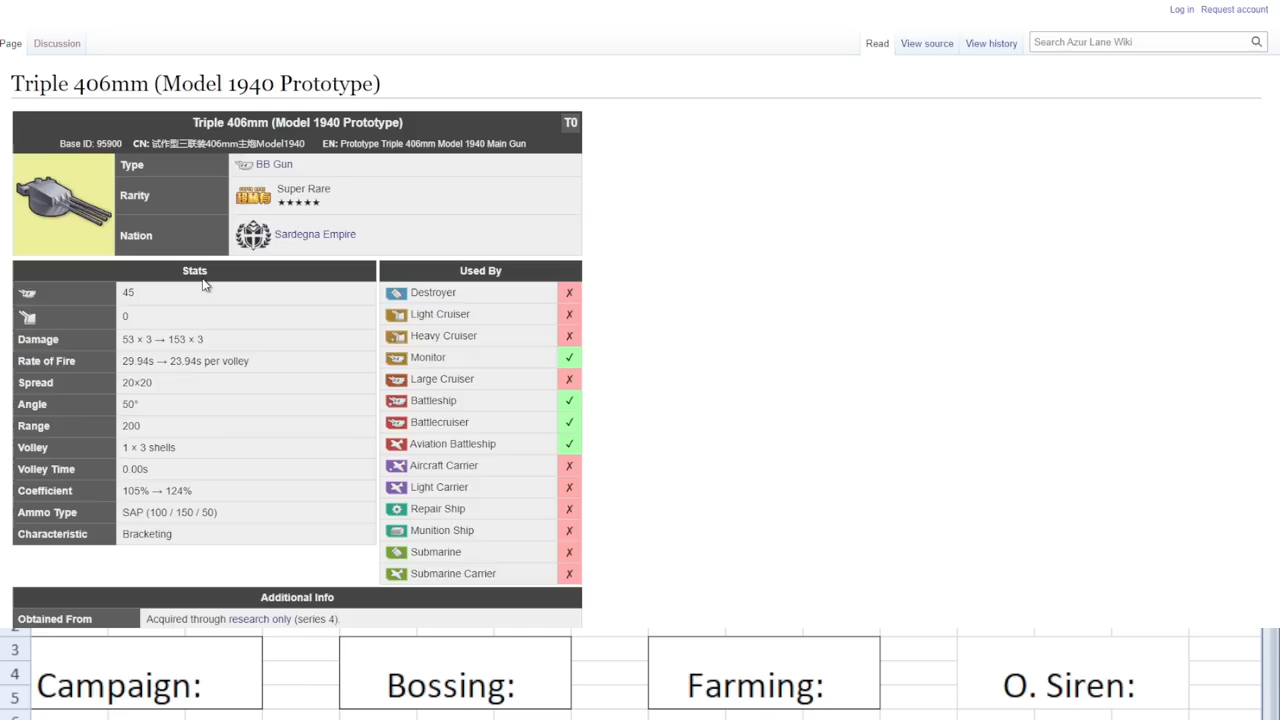 Log in Request account
Page Discussion Read View source View history Search Azur Lane Wiki
Triple 406mm (Model 1940 Prototype)
Triple 406mm (Model 1940 Prototype) T0
Base ID: 95900 CN: 试作型三联装406mm主炮Model1940 EN: Prototype Triple 406mm Model 1940 Main Gun
Type BB Gun
Rarity Super Rare
★★★★★
Nation Sardegna Empire
Stats Used By
45 Destroyer ✗
0 Light Cruiser ✗
Damage 53 × 3 → 153 × 3 Heavy Cruiser ✗
Rate of Fire 29.94s → 23.94s per volley Monitor ✓
Spread 20×20 Large Cruiser ✗
Angle 50° Battleship ✓
Range 200 Battlecruiser ✓
Volley 1 × 3 shells Aviation Battleship ✓
Volley Time 0.00s Aircraft Carrier ✗
Coefficient 105% → 124% Light Carrier ✗
Ammo Type SAP (100 / 150 / 50) Repair Ship ✗
Characteristic Bracketing Munition Ship ✗
Submarine ✗
Submarine Carrier ✗
Additional Info
Obtained From Acquired through research only (series 4).
3
4
5
Campaign: Bossing: Farming: O. Siren: